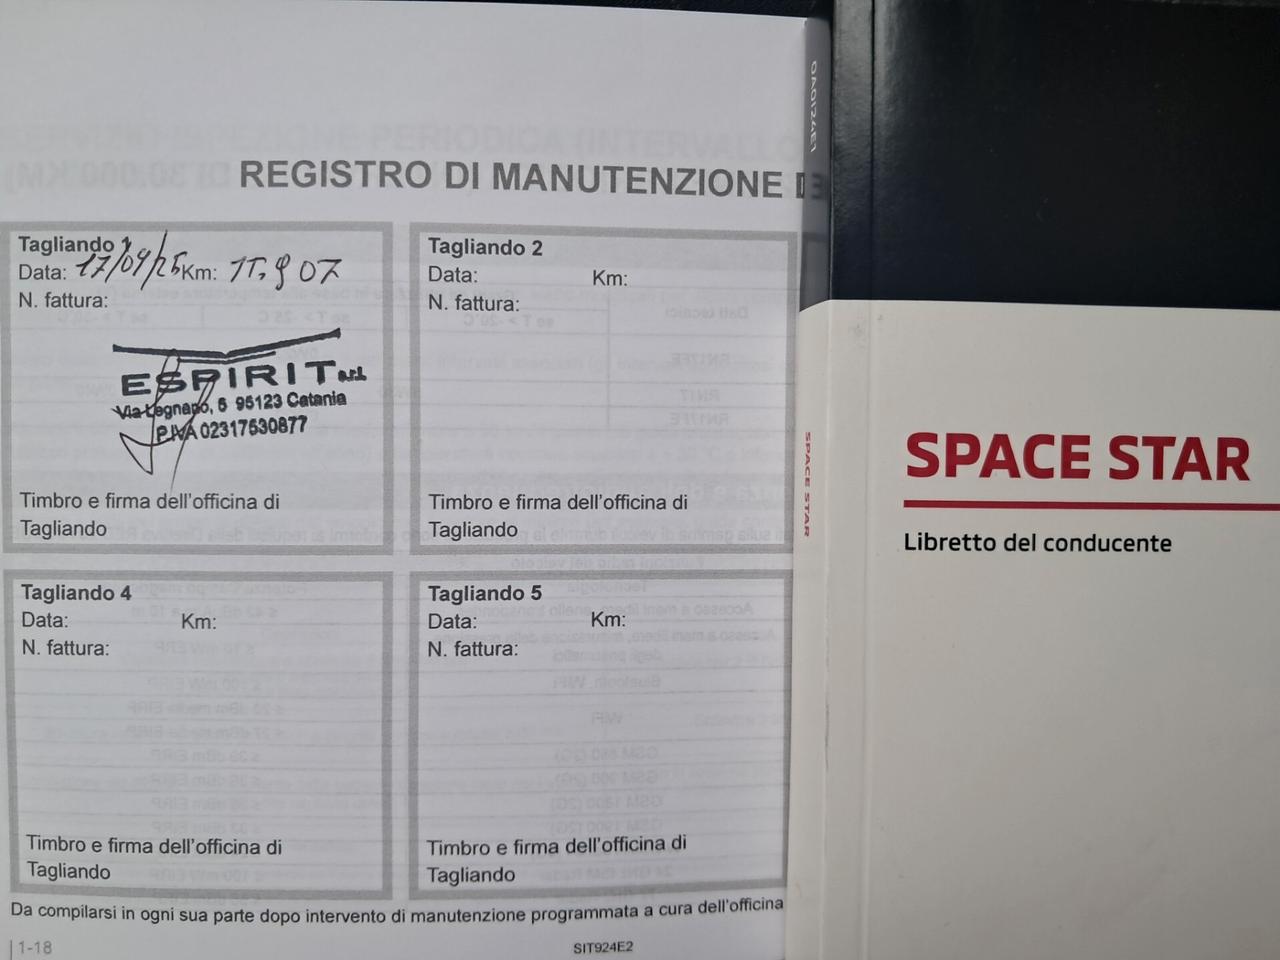 REGISTRO DI MANUTENZIONE
Tagliando 1
Data: 17/09/25 Km: 15.907
N. fattura:
ESPIRIT s.r.l.
Via Legnano, 5 95123 Catania
P.IVA 02317530877
Timbro e firma dell'officina di
Tagliando
Tagliando 2
Data: Km:
N. fattura:
Timbro e firma dell'officina di
Tagliando
Tagliando 4
Data: Km:
N. fattura:
Timbro e firma dell'officina di
Tagliando
Tagliando 5
Data: Km:
N. fattura:
Timbro e firma dell'officina di
Tagliando
Da compilarsi in ogni sua parte dopo intervento di manutenzione programmata a cura dell'officina
1-18
SIT924E2
OAOI24E1
SPACE STAR
SPACE STAR
Libretto del conducente